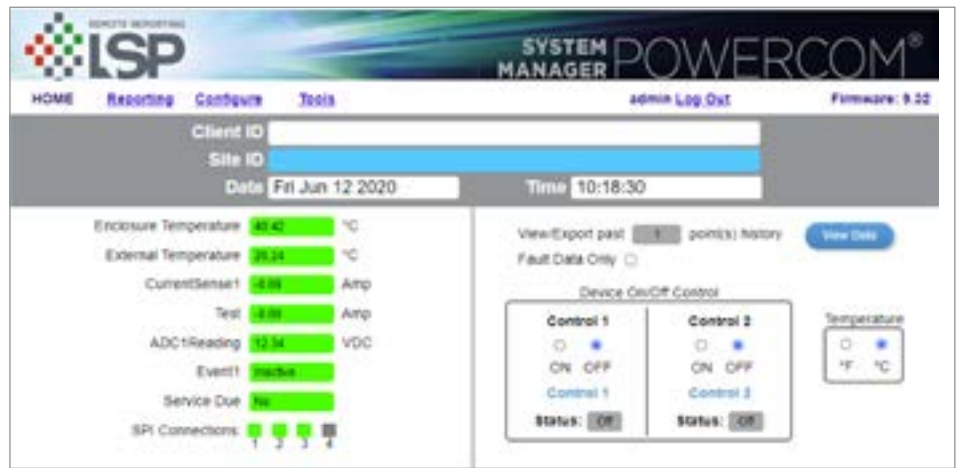 REMOTE REPORTING
LSP
SYSTEM MANAGER POWERCOM®
HOME Reporting Configure Tools admin Log Out Firmware: 9.32
Client ID
Site ID
Date Fri Jun 12 2020 Time 10:18:30
Enclosure Temperature 40.42 °C
External Temperature °C
CurrentSense1 Amp
Test Amp
ADC1Reading 12.34 VDC
Event1 Inactive
Service Due No
SPI Connections
1 2 3 4
View/Export past 1 point(s) history View Data
Fault Data Only
Device On/Off Control
Control 1 Control 2
ON OFF ON OFF
Control 1 Control 2
Status: Off Status: Off
Temperature
°F °C